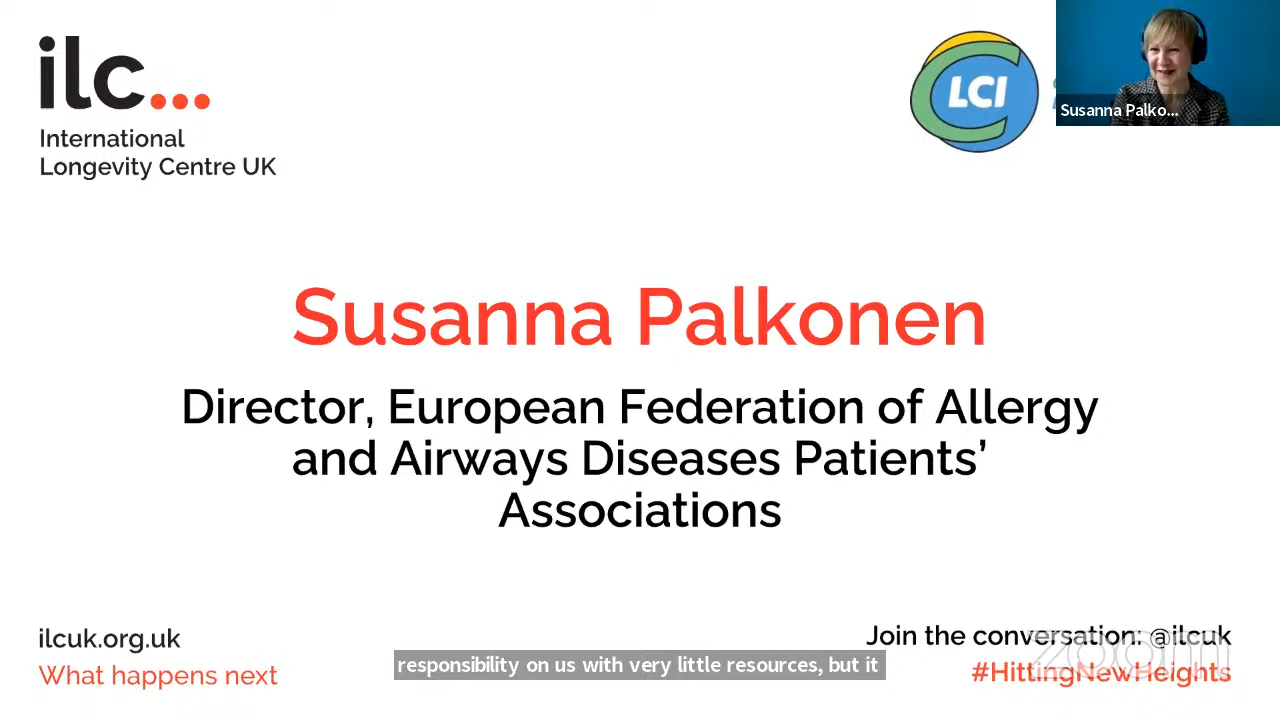 ilc...
International
Longevity Centre UK
LCI
Susanna Palko...
Susanna Palkonen
Director, European Federation of Allergy
and Airways Diseases Patients’
Associations
ilcuk.org.uk
What happens next
responsibility on us with very little resources, but it
Join the conversation: @ilcuk
#HittingNewHeights
zoom